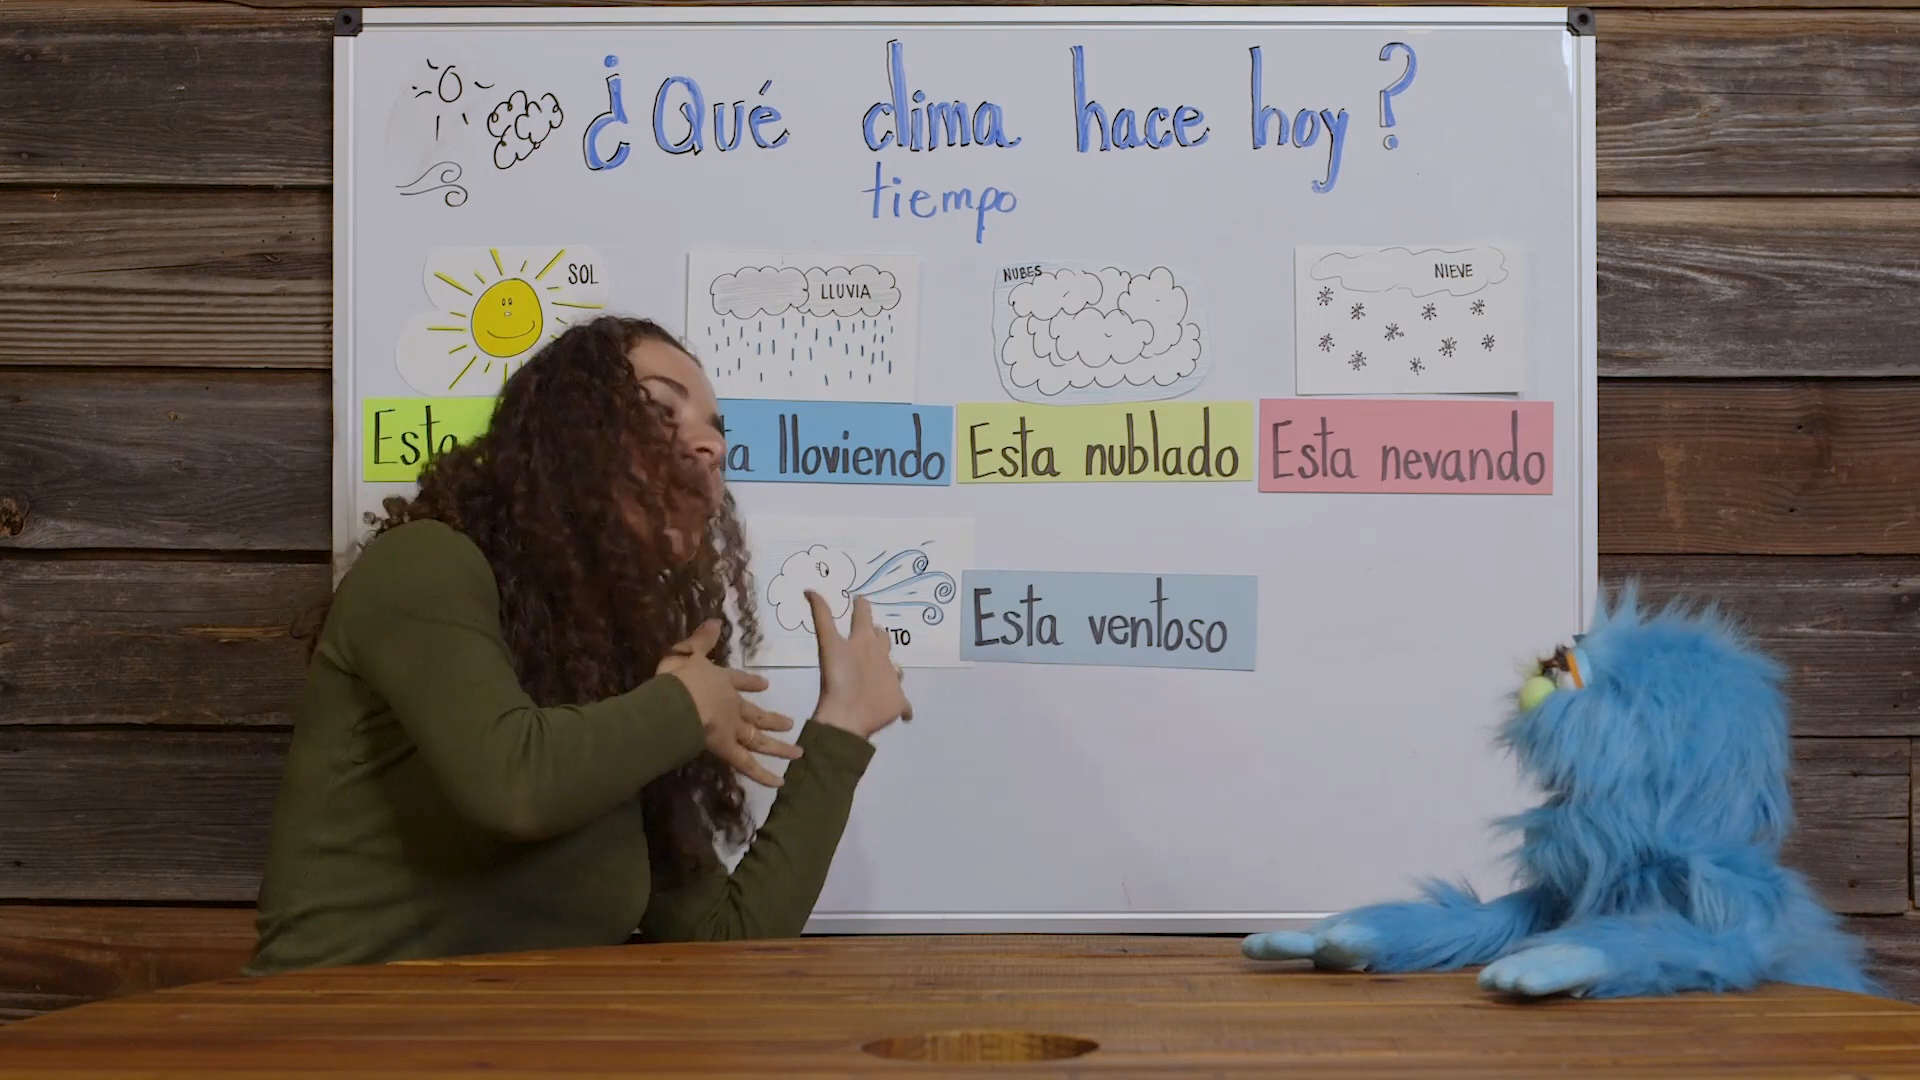 ¿Qué clima hace hoy?
tiempo
SOL
LLUVIA
NUBES
NIEVE
Esta
lloviendo
Esta nublado
Esta nevando
Esta ventoso